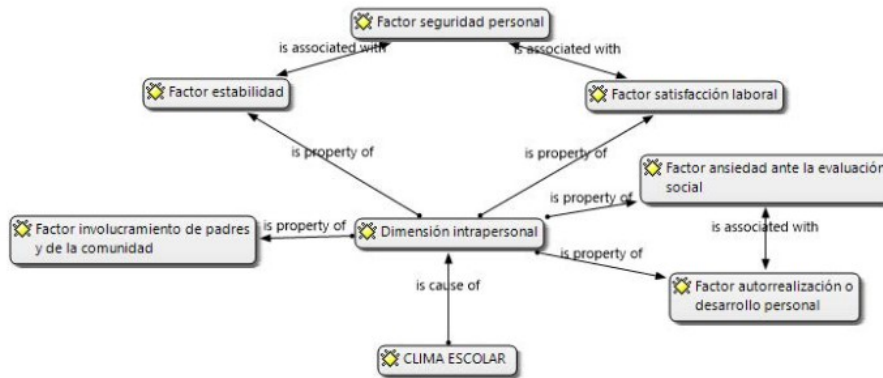 Factor seguridad personal
is associated with
is associated with
Factor estabilidad
Factor satisfacción laboral
is property of
is property of
Factor ansiedad ante la evaluación
social
is property of
Factor involucramiento de padres
y de la comunidad
is property of
Dimensión intrapersonal
is associated with
is property of
Factor autorrealización o
desarrollo personal
is cause of
CLIMA ESCOLAR